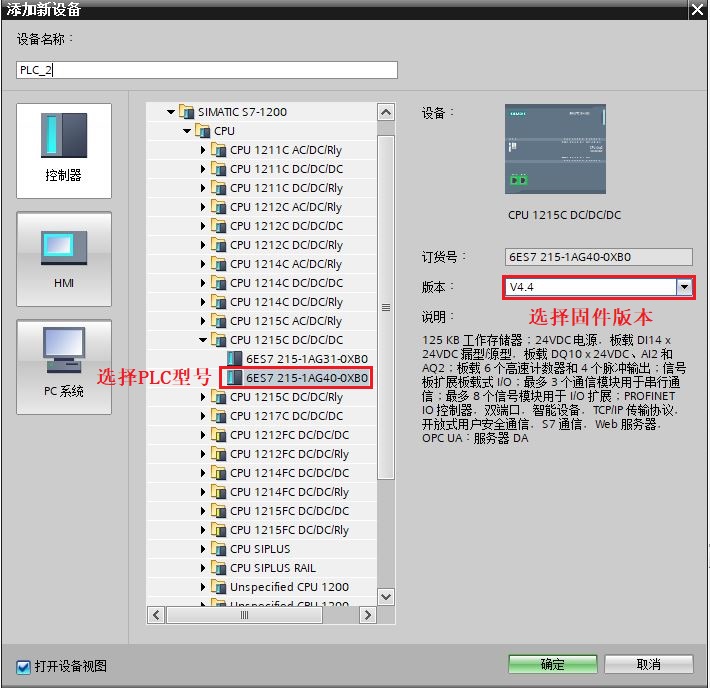 添加新设备
设备名称：
PLC_2
控制器
HMI
PC 系统
SIMATIC S7-1200
CPU
CPU 1211C AC/DC/Rly
CPU 1211C DC/DC/DC
CPU 1211C DC/DC/Rly
CPU 1212C AC/DC/Rly
CPU 1212C DC/DC/DC
CPU 1212C DC/DC/Rly
CPU 1214C AC/DC/Rly
CPU 1214C DC/DC/DC
CPU 1214C DC/DC/Rly
CPU 1215C AC/DC/Rly
CPU 1215C DC/DC/DC
6ES7 215-1AG31-0XB0
选择PLC型号
6ES7 215-1AG40-0XB0
CPU 1215C DC/DC/Rly
CPU 1217C DC/DC/DC
CPU 1212FC DC/DC/DC
CPU 1212FC DC/DC/Rly
CPU 1214FC DC/DC/DC
CPU 1214FC DC/DC/Rly
CPU 1215FC DC/DC/DC
CPU 1215FC DC/DC/Rly
CPU SIPLUS
CPU SIPLUS RAIL
Unspecified CPU 1200
设备：
CPU 1215C DC/DC/DC
订货号：
6ES7 215-1AG40-0XB0
版本：
V4.4
选择固件版本
说明：
125 KB 工作存储器；24VDC 电源，板载 DI14 x
24VDC 漏型/源型，板载 DQ10 x 24VDC、AI2 和
AQ2；板载 6 个高速计数器和 4 个脉冲输出；信号
板扩展板载式 I/O；最多 3 个通信模块用于串行通
信；最多 8 个信号模块用于 I/O 扩展；PROFINET
IO 控制器，双端口，智能设备，TCP/IP 传输协议，
开放式用户安全通信，S7 通信，Web 服务器，
OPC UA：服务器 DA
打开设备视图
确定
取消